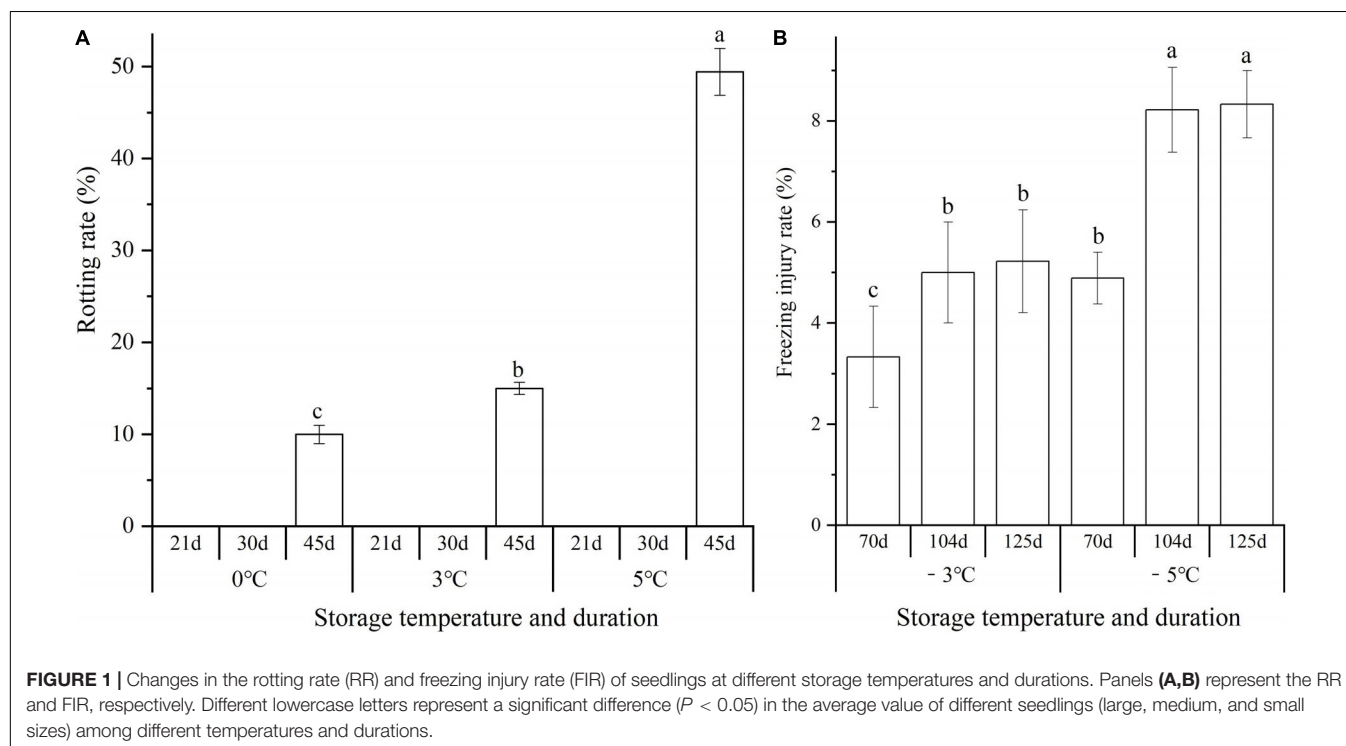 A
Rotting rate (%)
50
40
30
20
10
0
a
b
c
21d 30d 45d 21d 30d 45d 21d 30d 45d
0°C 3°C 5°C
Storage temperature and duration
B
Freezing injury rate (%)
8
6
4
2
0
c
b
b
b
a
a
70d 104d 125d 70d 104d 125d
- 3°C - 5°C
Storage temperature and duration
FIGURE 1 | Changes in the rotting rate (RR) and freezing injury rate (FIR) of seedlings at different storage temperatures and durations. Panels (A,B) represent the RR
and FIR, respectively. Different lowercase letters represent a significant difference (P < 0.05) in the average value of different seedlings (large, medium, and small
sizes) among different temperatures and durations.